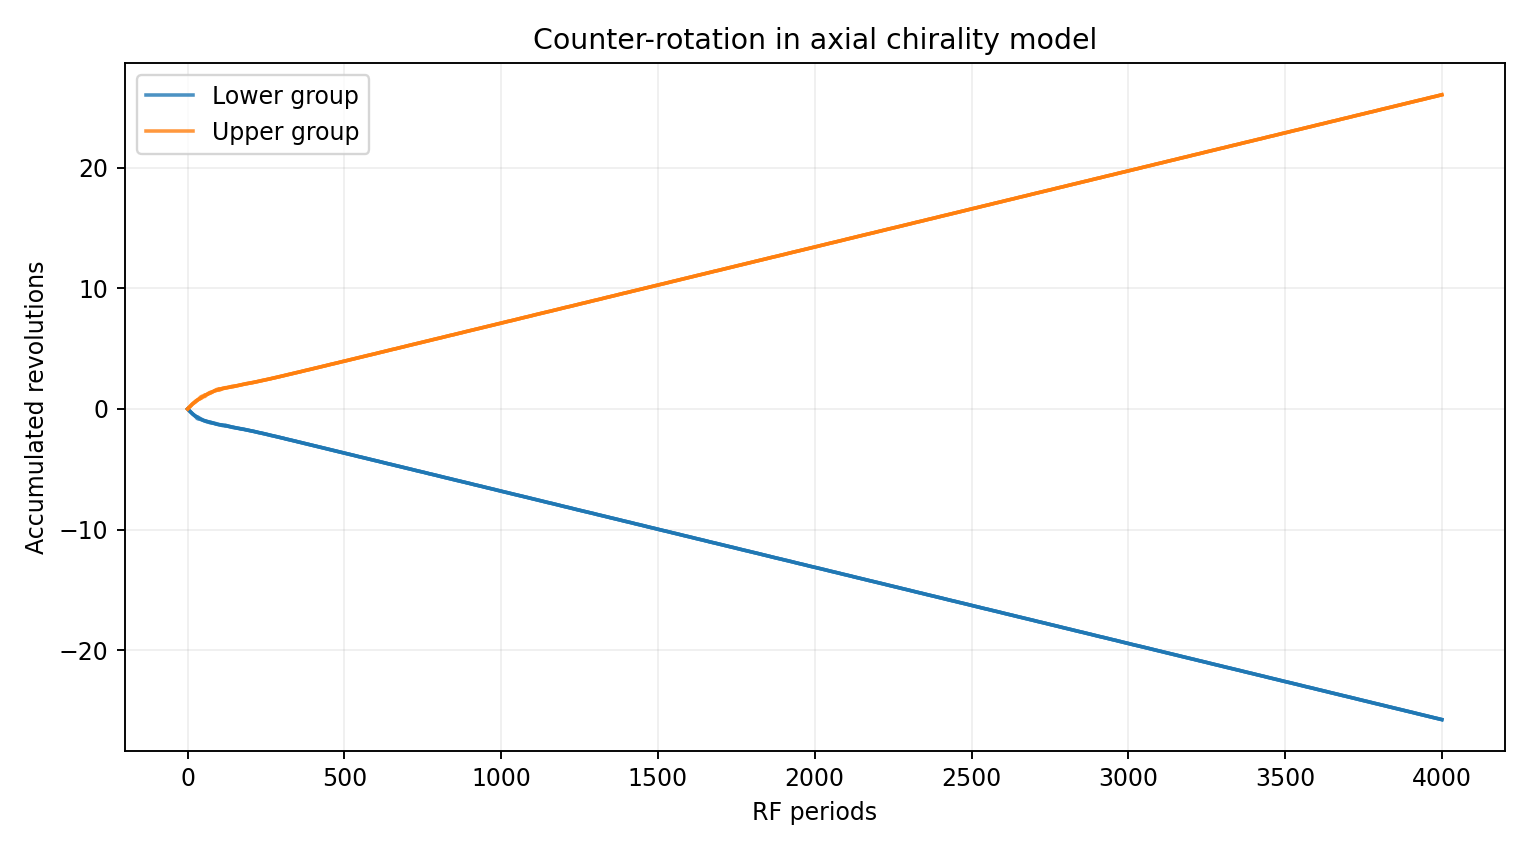 Counter-rotation in axial chirality model
Lower group
Upper group
Accumulated revolutions
20
10
0
−10
−20
0 500 1000 1500 2000 2500 3000 3500 4000
RF periods